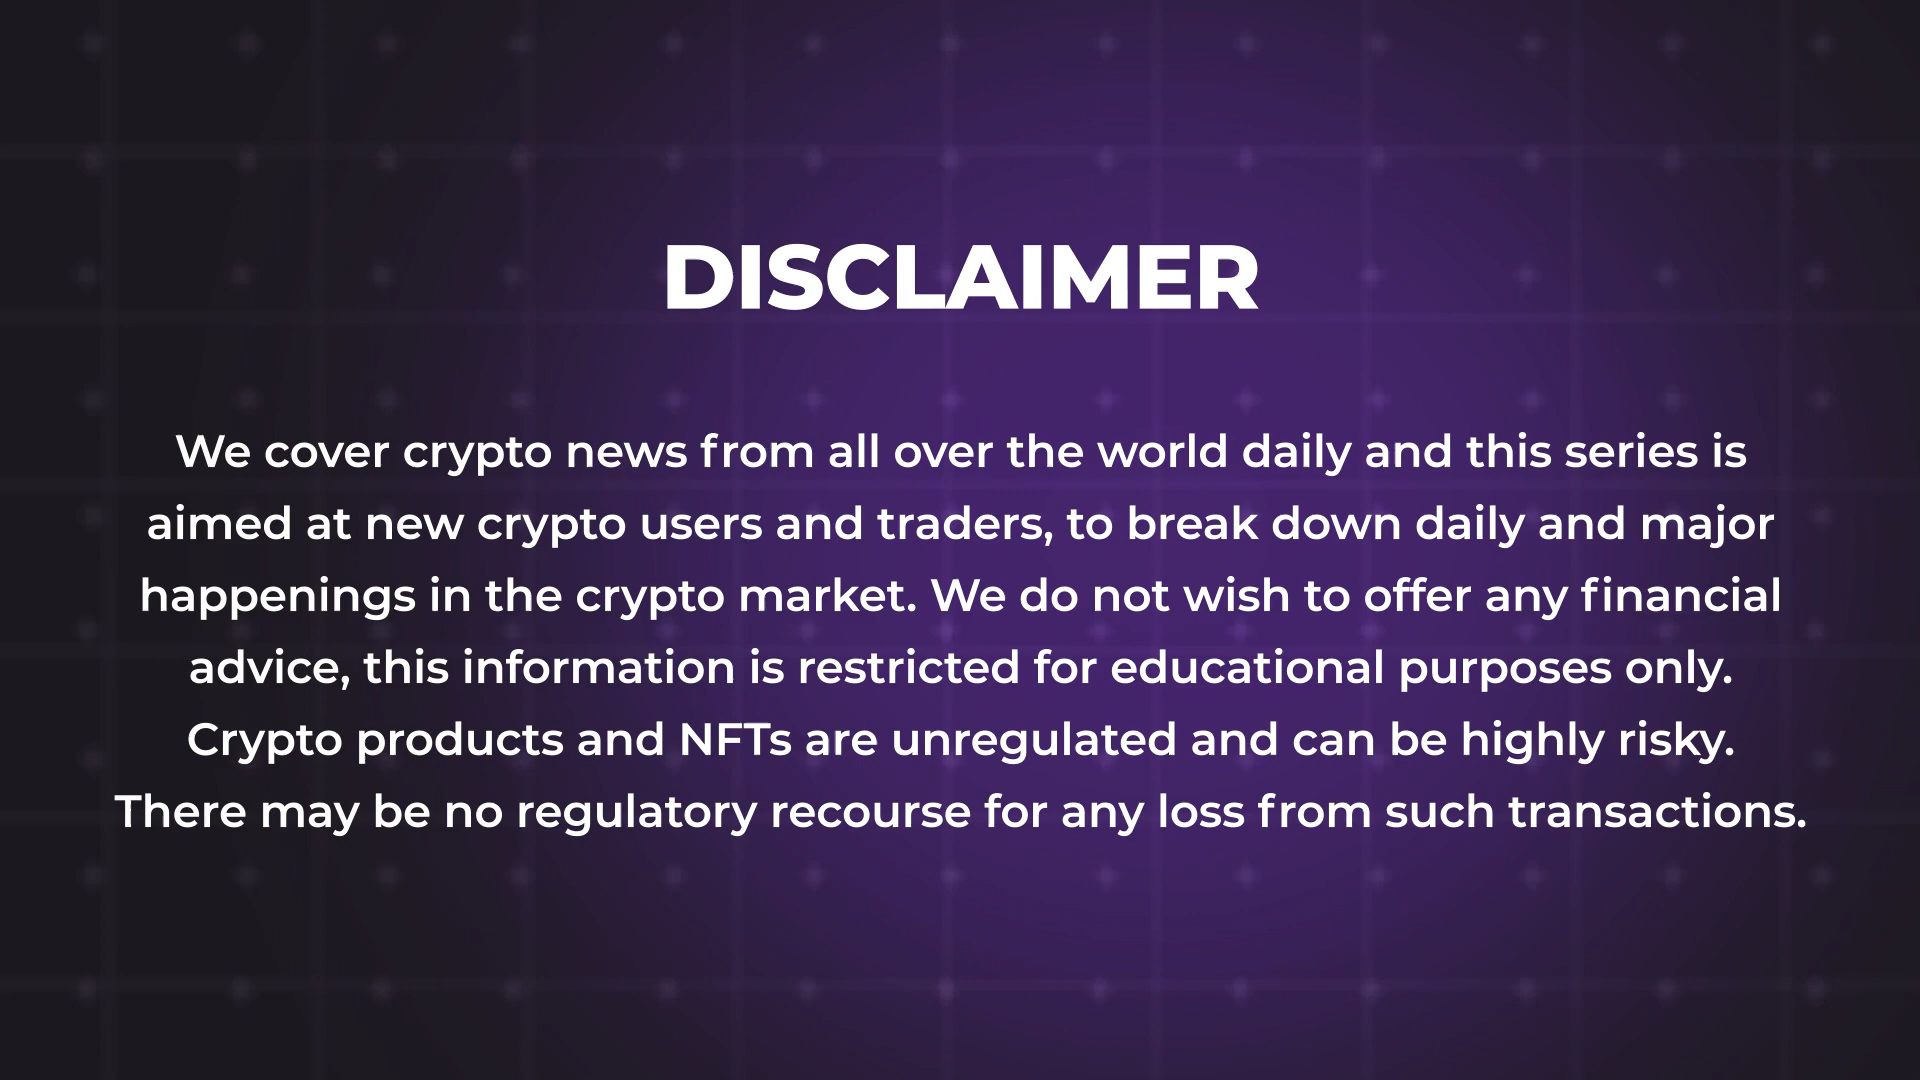 DISCLAIMER
We cover crypto news from all over the world daily and this series is
aimed at new crypto users and traders, to break down daily and major
happenings in the crypto market. We do not wish to offer any financial
advice, this information is restricted for educational purposes only.
Crypto products and NFTs are unregulated and can be highly risky.
There may be no regulatory recourse for any loss from such transactions.